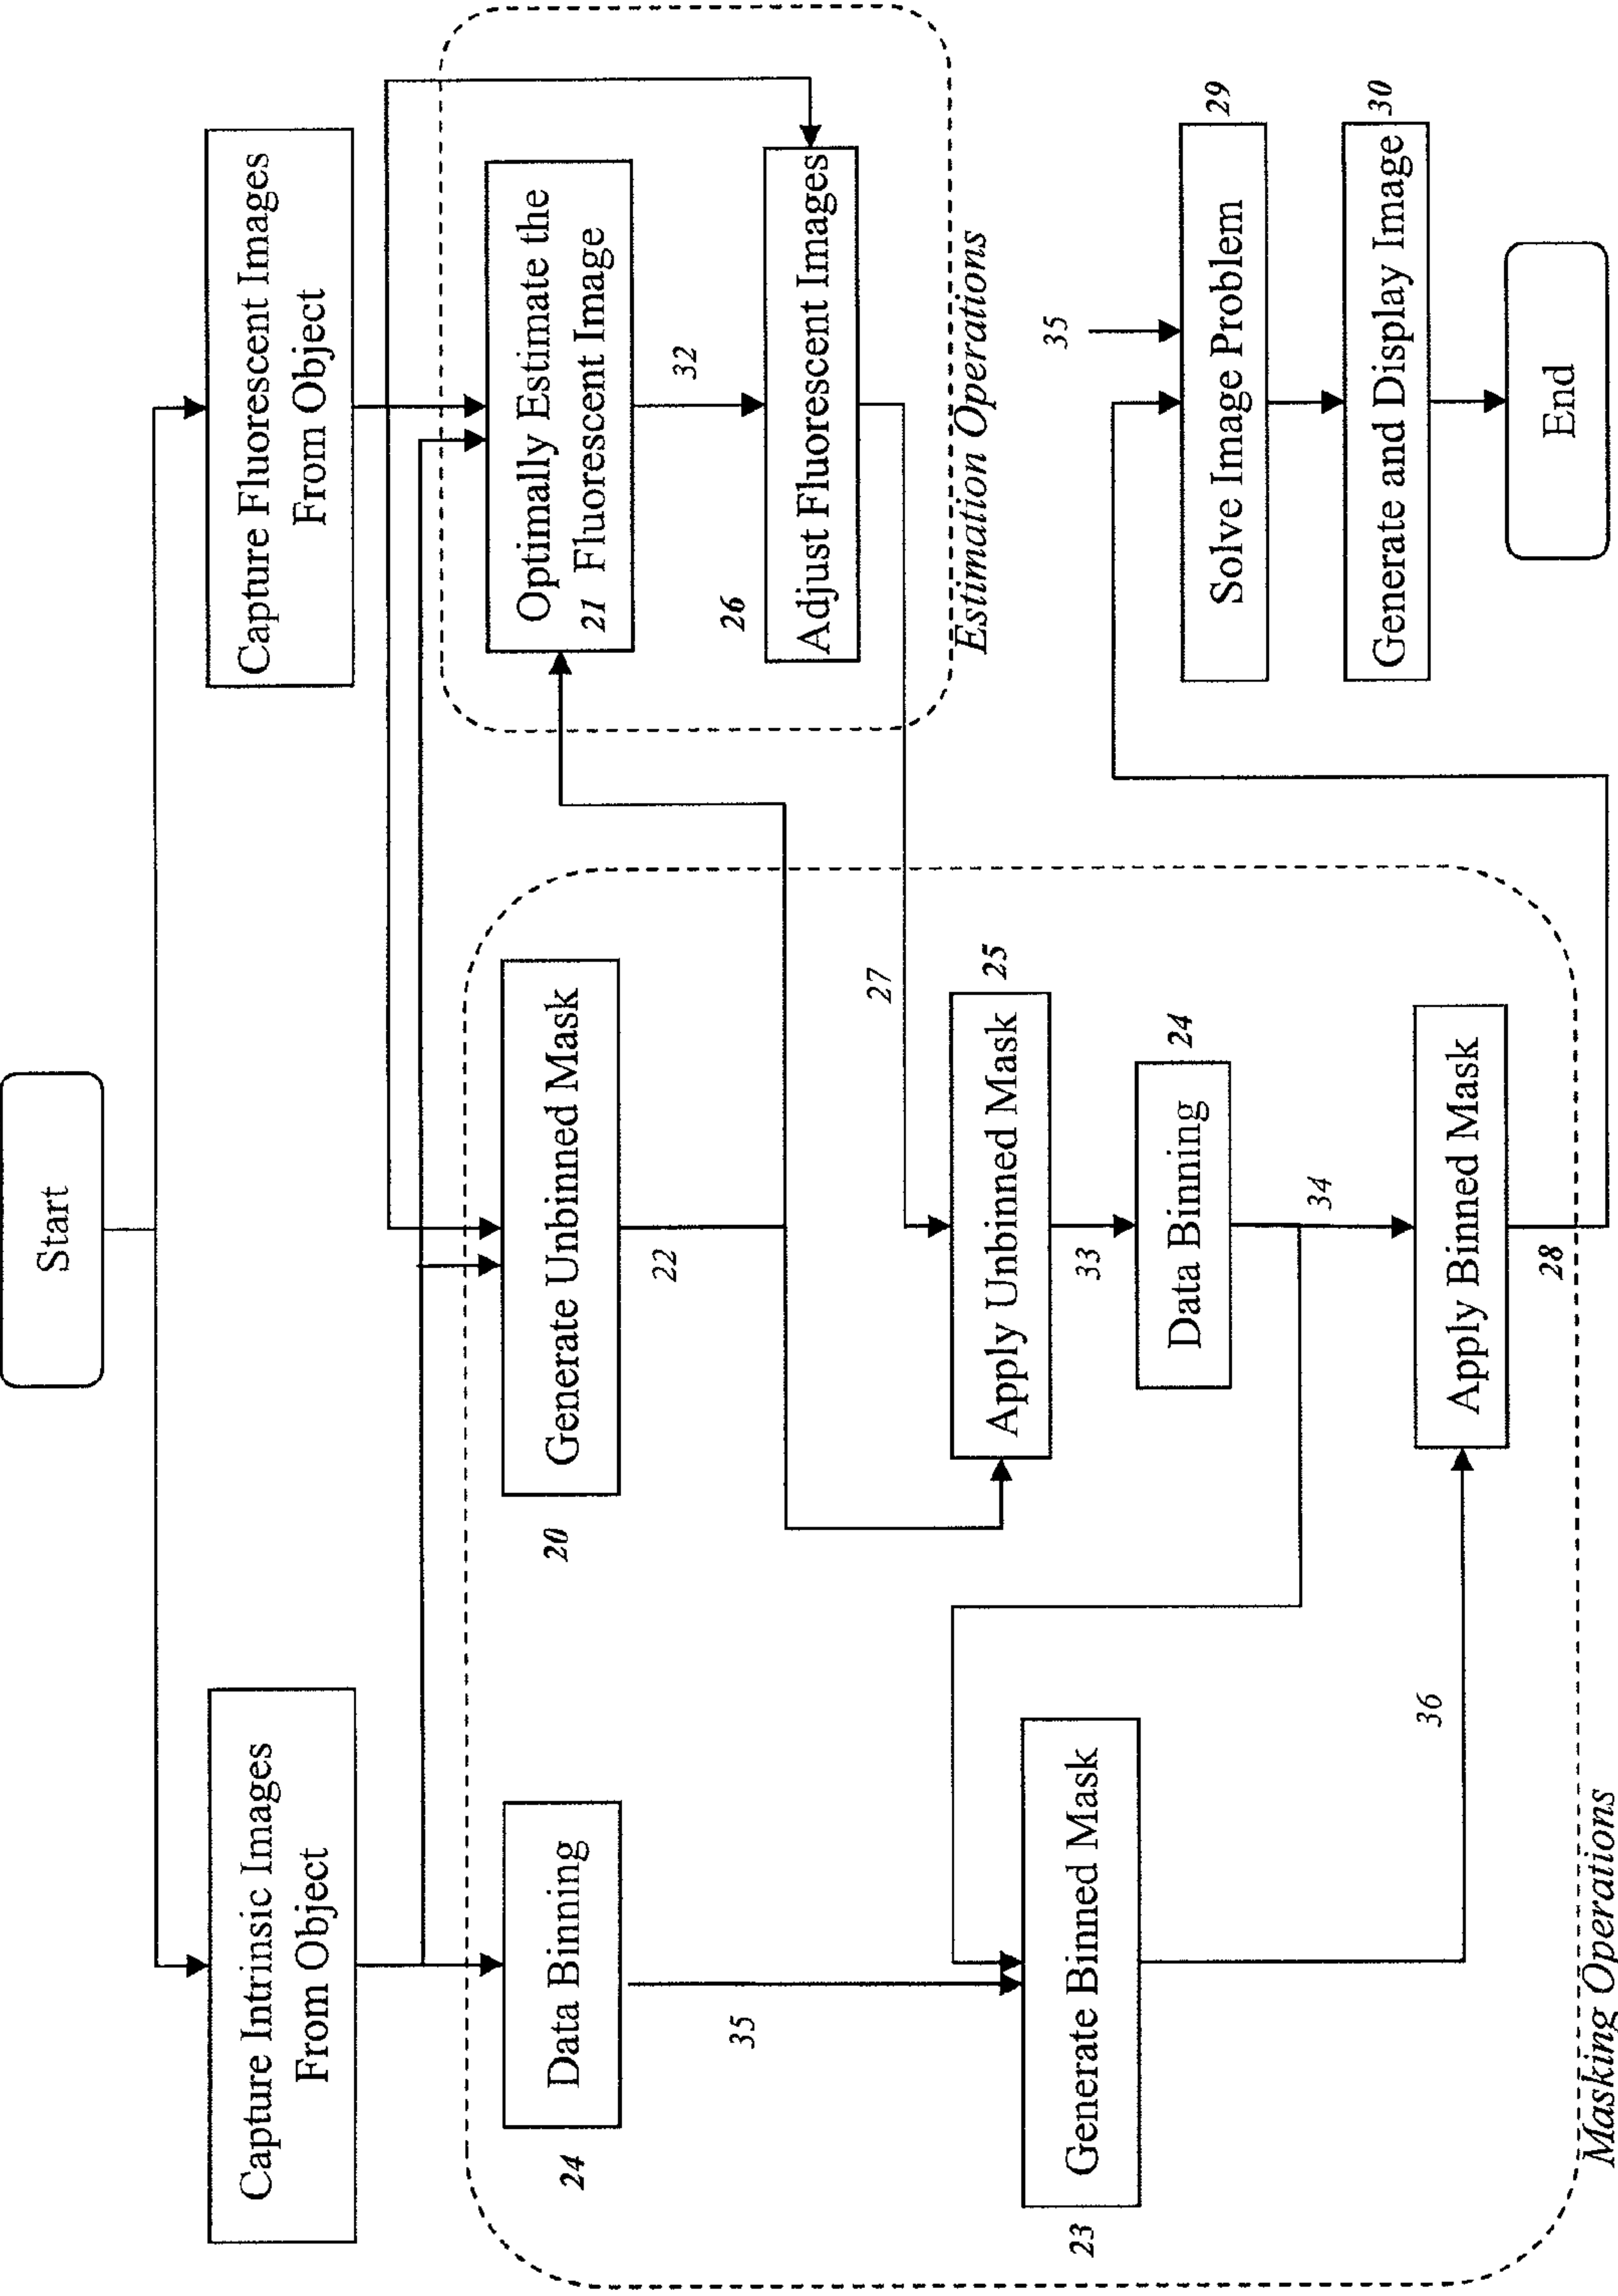 Start
Capture Intrinsic Images
From Object
Capture Fluorescent Images
From Object
24
Data Binning
20
Generate Unbinned Mask
Optimally Estimate the
21 Fluorescent Image
35
22
32
26
Adjust Fluorescent Images
27
Estimation Operations
23
Generate Binned Mask
Apply Unbinned Mask
25
33
Data Binning
24
34
35
Solve Image Problem
29
36
Apply Binned Mask
28
Generate and Display Image
30
End
Masking Operations